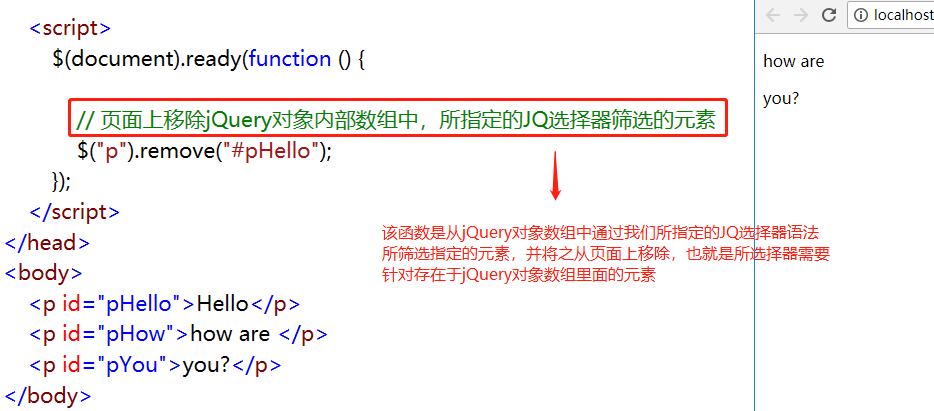 <script>
$(document).ready(function () {
// 页面上移除jQuery对象内部数组中，所指定的JQ选择器筛选的元素
$("p").remove("#pHello");
});
</script>
</head>
<body>
<p id="pHello">Hello</p>
<p id="pHow">how are </p>
<p id="pYou">you?</p>
</body>
该函数是从jQuery对象数组中通过我们所指定的JQ选择器语法
所筛选指定的元素，并将之从页面上移除，也就是所选择器需要
针对存在于jQuery对象数组里面的元素
localhost
how are
you?